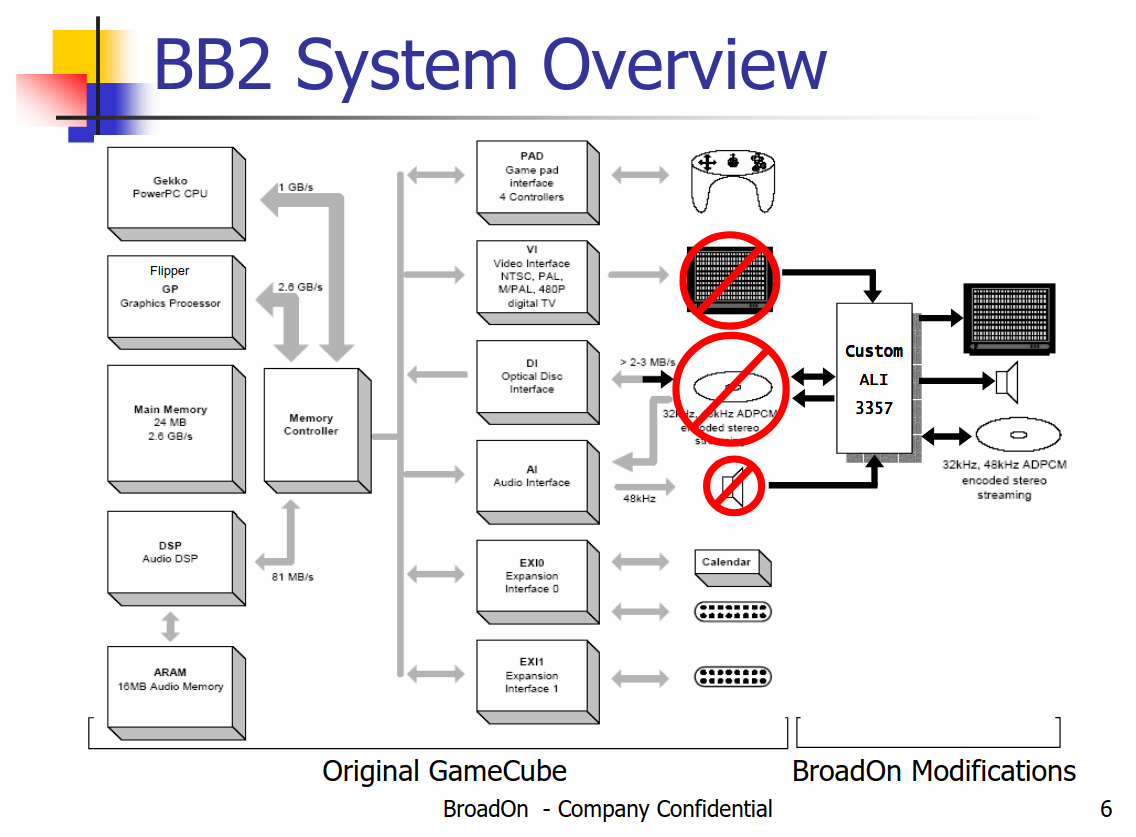 BB2 System Overview
Gekko
PowerPC CPU
1 GB/s
Flipper
GP
Graphics Processor
2.6 GB/s
Main Memory
24 MB
2.6 GB/s
Memory
Controller
DSP
Audio DSP
81 MB/s
ARAM
16MB Audio Memory
PAD
Game pad
interface
4 Controllers
VI
Video Interface
NTSC, PAL,
M/PAL, 480P
digital TV
DI
Optical Disc
Interface
> 2-3 MB/s
32kHz, 48kHz ADPCM
encoded stereo
streaming
AI
Audio Interface
48kHz
EXI0
Expansion
Interface 0
Calendar
EXI1
Expansion
Interface 1
Custom
ALI
3357
32kHz, 48kHz ADPCM
encoded stereo
streaming
Original GameCube
BroadOn Modifications
BroadOn - Company Confidential
6